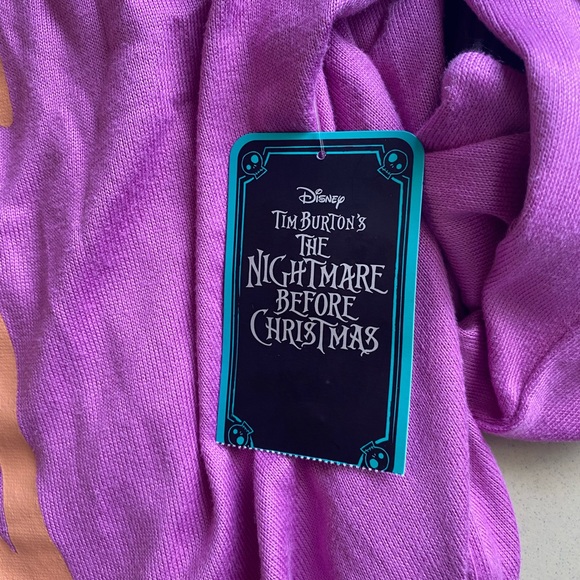 Disney
TIM BURTON'S
THE
NIGHTMARE
BEFORE
CHRISTMAS